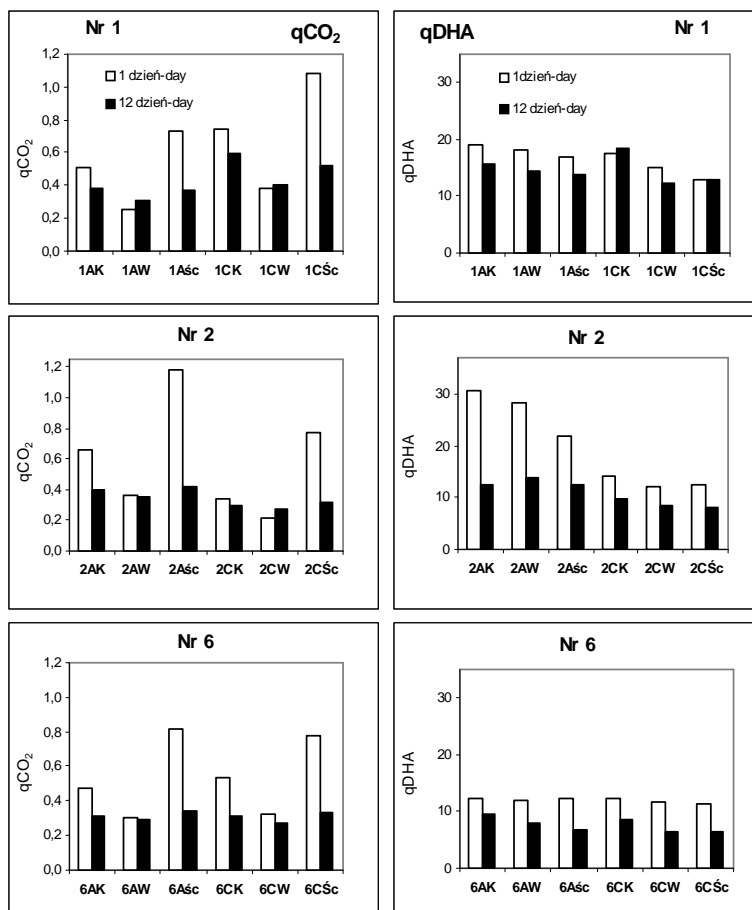 Nr 1 qCO₂
1,2
1,0
0,8
0,6
0,4
0,2
0,0
qCO₂
1 dzień-day
12 dzień-day
1AK 1AW 1Aśc 1CK 1CW 1CŚc
qDHA Nr 1
30
20
10
0
qDHA
1dzień-day
12 dzień-day
1AK 1AW 1Aśc 1CK 1CW 1CŚc
Nr 2
1,2
1,0
0,8
0,6
0,4
0,2
0,0
qCO₂
2AK 2AW 2Aśc 2CK 2CW 2CŚc
Nr 2
30
20
10
0
qDHA
2AK 2AW 2Aśc 2CK 2CW 2CŚc
Nr 6
1,2
1,0
0,8
0,6
0,4
0,2
0,0
qCO₂
6AK 6AW 6Aśc 6CK 6CW 6CŚc
Nr 6
30
20
10
0
qDHA
6AK 6AW 6Aśc 6CK 6CW 6CŚc